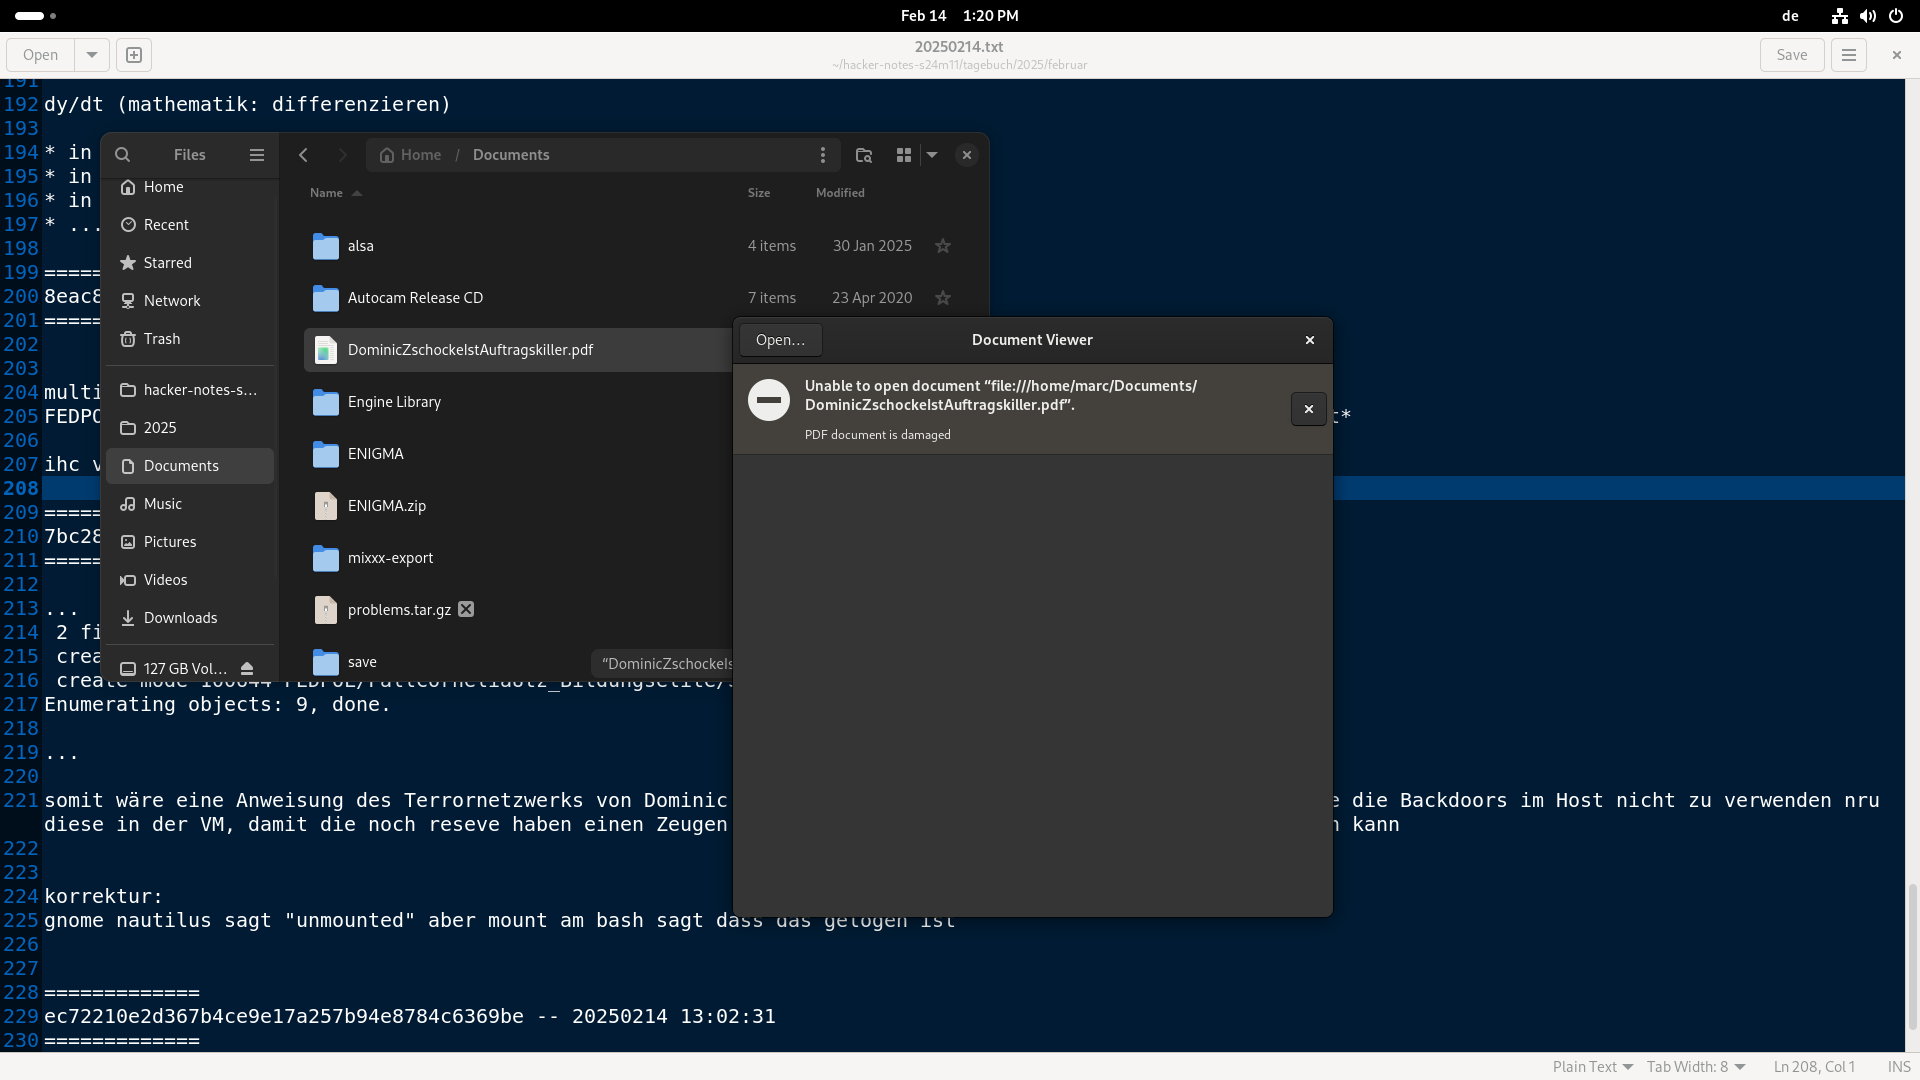 Feb 14 1:20 PM
de
Open
20250214.txt
~/hacker-notes-s24m11/tagebuch/2025/februar
Save
191
192 dy/dt (mathematik: differenzieren)
193
194 * in
195 * in
196 * in
197 * ...
198
199 =====
200 8eac8
201 =====
202
203
204 multi
205 FEDPO t*
206
207 ihc
208
209 =====
210 7bc28
211 =====
212
213 ...
214 2 fi
215 crea
216
217 Enumerating objects: 9, done.
218
219 ...
220
221 somit wäre eine Anweisung des Terrornetzwerks von Dominic e die Backdoors im Host nicht zu verwenden nru
diese in der VM, damit die noch reseve haben einen Zeugen n kann
222
223
224 korrektur:
225 gnome nautilus sagt "unmounted" aber mount am bash sagt dass das gelogen ist
226
227
228 =============
229 ec72210e2d367b4ce9e17a257b94e8784c6369be -- 20250214 13:02:31
230 =============
Plain Text Tab Width: 8 Ln 208, Col 1 INS
Files
Home
Recent
Starred
Network
Trash
hacker-notes-s...
2025
Documents
Music
Pictures
Videos
Downloads
127 GB Vol...
Home / Documents
Name Size Modified
alsa 4 items 30 Jan 2025
Autocam Release CD 7 items 23 Apr 2020
DominicZschockeIstAuftragskiller.pdf
Engine Library
ENIGMA
ENIGMA.zip
mixxx-export
problems.tar.gz
save
“DominicZschockeIs
Open...
Document Viewer
Unable to open document “file:///home/marc/Documents/
DominicZschockeIstAuftragskiller.pdf”.
PDF document is damaged